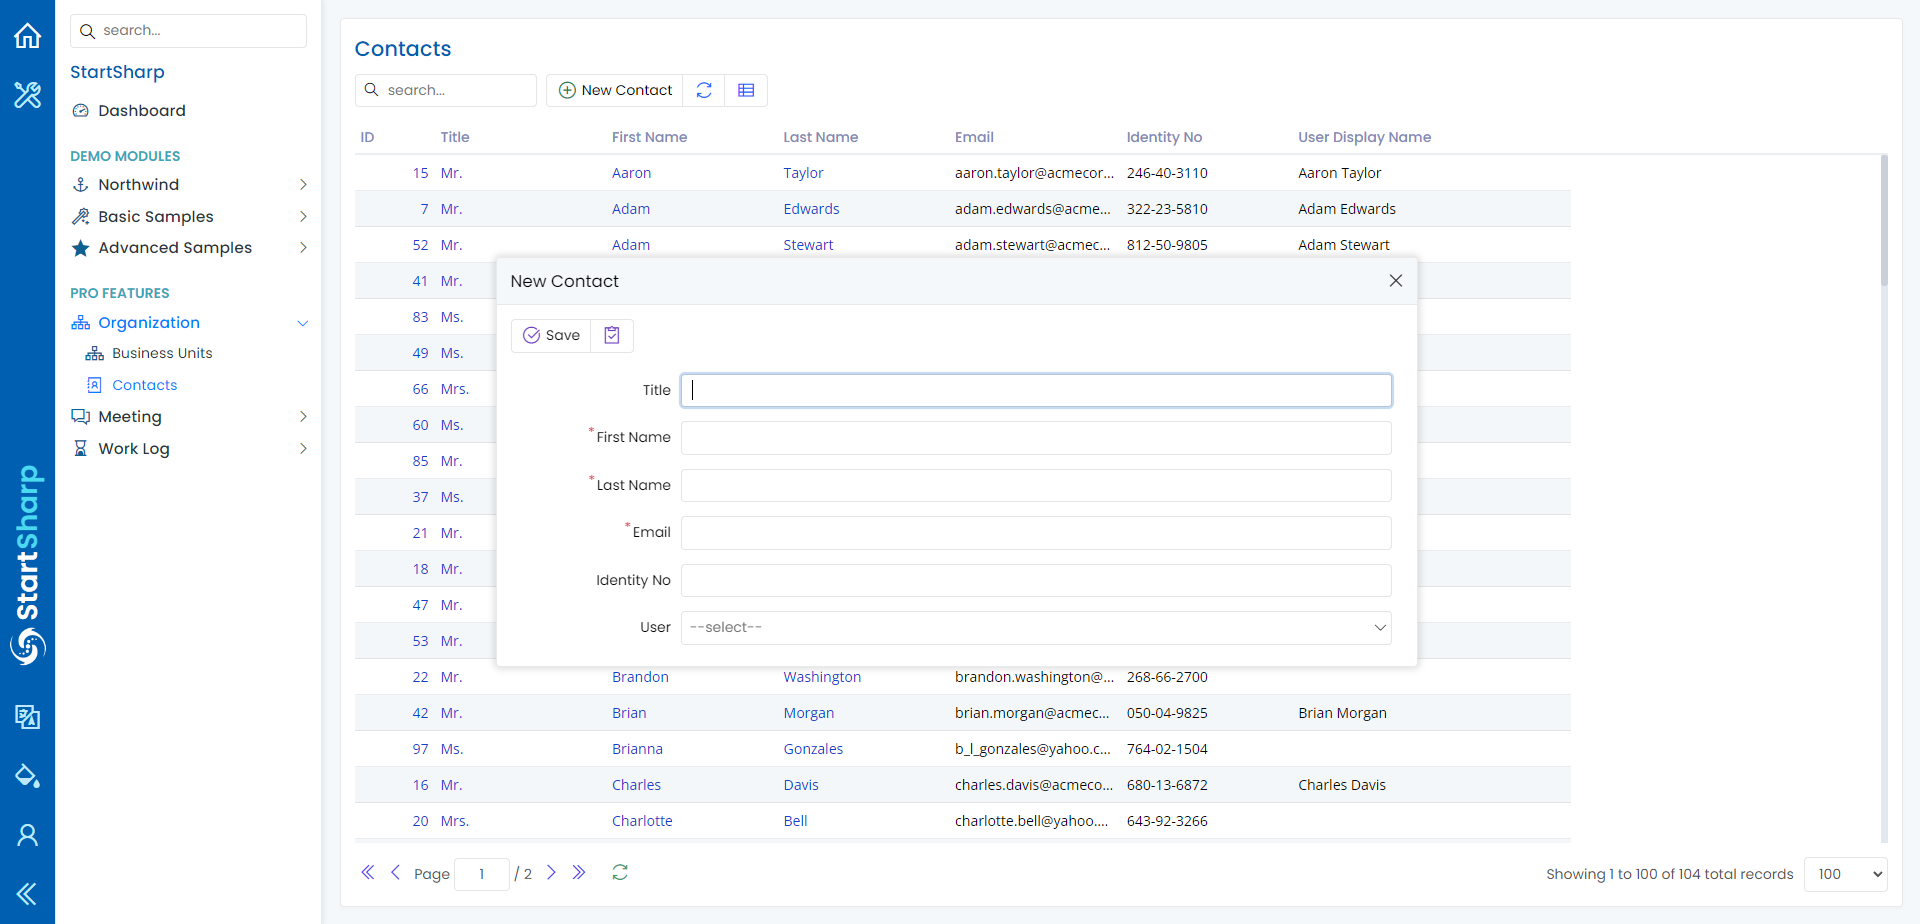 search...
StartSharp
Dashboard
DEMO MODULES
Northwind
Basic Samples
Advanced Samples
PRO FEATURES
Organization
Business Units
Contacts
Meeting
Work Log
StartSharp
Contacts
search...
New Contact
ID Title First Name Last Name Email Identity No User Display Name
15 Mr. Aaron Taylor aaron.taylor@acmecor... 246-40-3110 Aaron Taylor
7 Mr. Adam Edwards adam.edwards@acme... 322-23-5810 Adam Edwards
52 Mr. Adam Stewart adam.stewart@acmec... 812-50-9805 Adam Stewart
41 Mr.
83 Ms.
49 Ms.
66 Mrs.
60 Ms.
85 Mr.
37 Ms.
21 Mr.
18 Mr.
47 Mr.
53 Mr.
New Contact
Save
Title
*First Name
*Last Name
*Email
Identity No
User --select--
22 Mr. Brandon Washington brandon.washington@... 268-66-2700
42 Mr. Brian Morgan brian.morgan@acmec... 050-04-9825 Brian Morgan
97 Ms. Brianna Gonzales b_l_gonzales@yahoo.c... 764-02-1504
16 Mr. Charles Davis charles.davis@acmeco... 680-13-6872 Charles Davis
20 Mrs. Charlotte Bell charlotte.bell@yahoo.... 643-92-3266
Page 1 / 2
Showing 1 to 100 of 104 total records 100